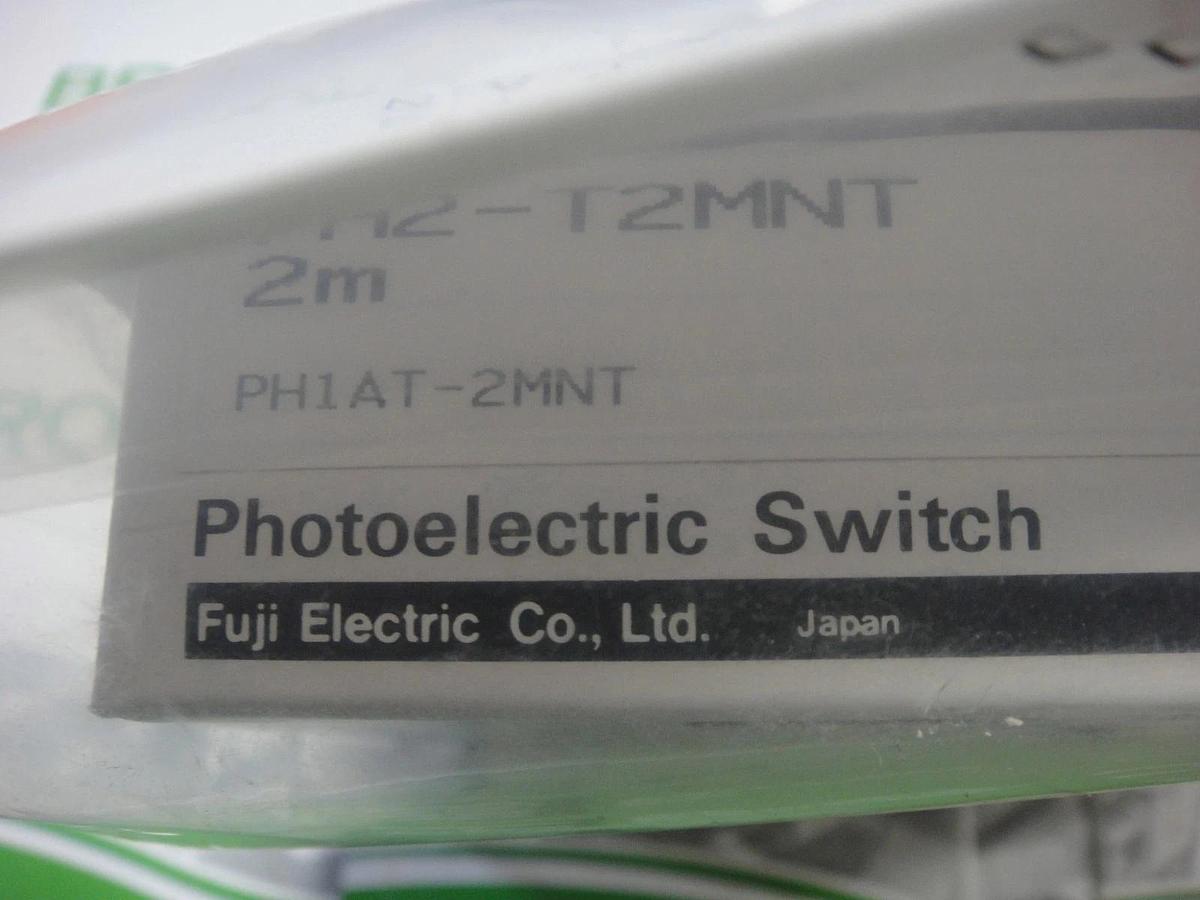 2m
PH1AT-2MNT
Photoelectric Switch
Fuji Electric Co., Ltd. Japan